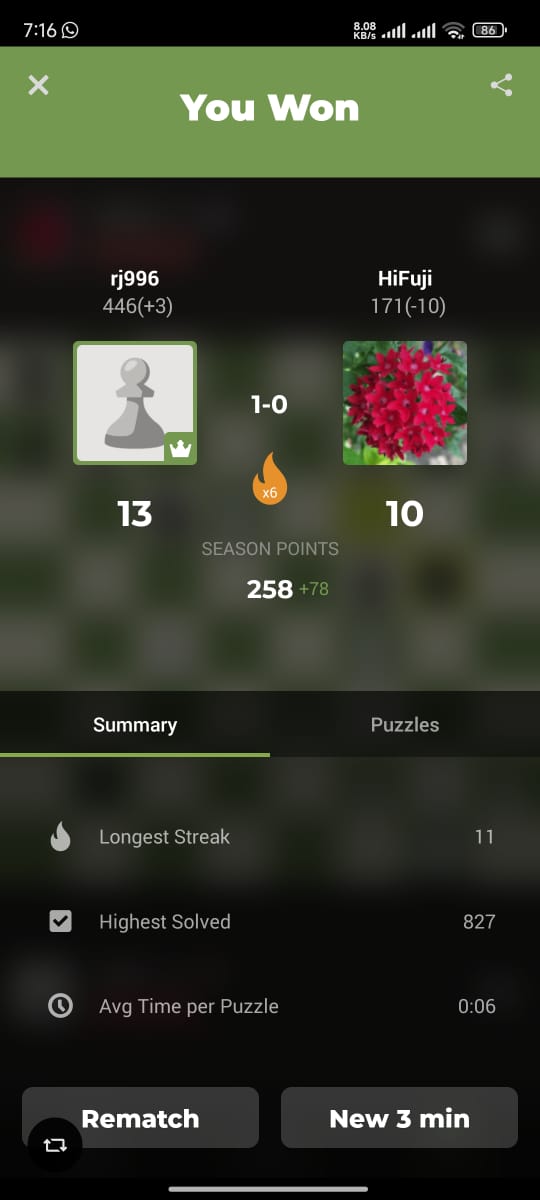 7:16
8.08
KB/s
86
You Won
rj996
HiFuji
446(+3)
171(-10)
1-0
x6
13
10
SEASON POINTS
258 +78
Summary
Puzzles
Longest Streak
11
Highest Solved
827
Avg Time per Puzzle
0:06
Rematch
New 3 min